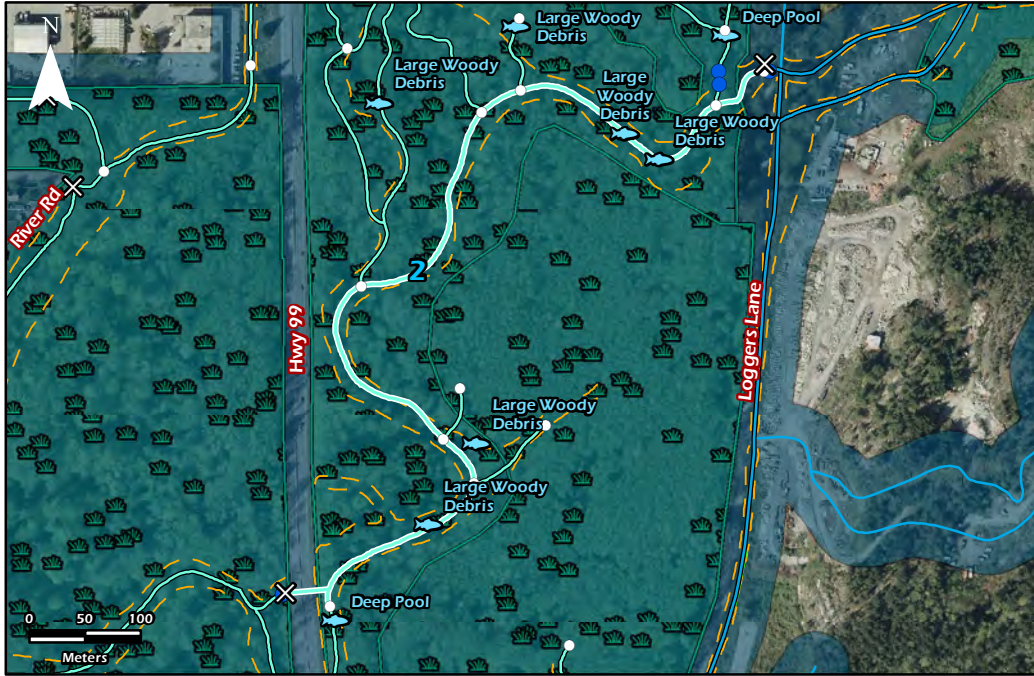 N
Large Woody
Debris
Deep Pool
Large Woody
Debris
Large
Woody
Debris
Large Woody
Debris
River Rd
2
Hwy 99
Loggers Lane
Large Woody
Debris
Large Woody
Debris
Deep Pool
0 50 100
Meters